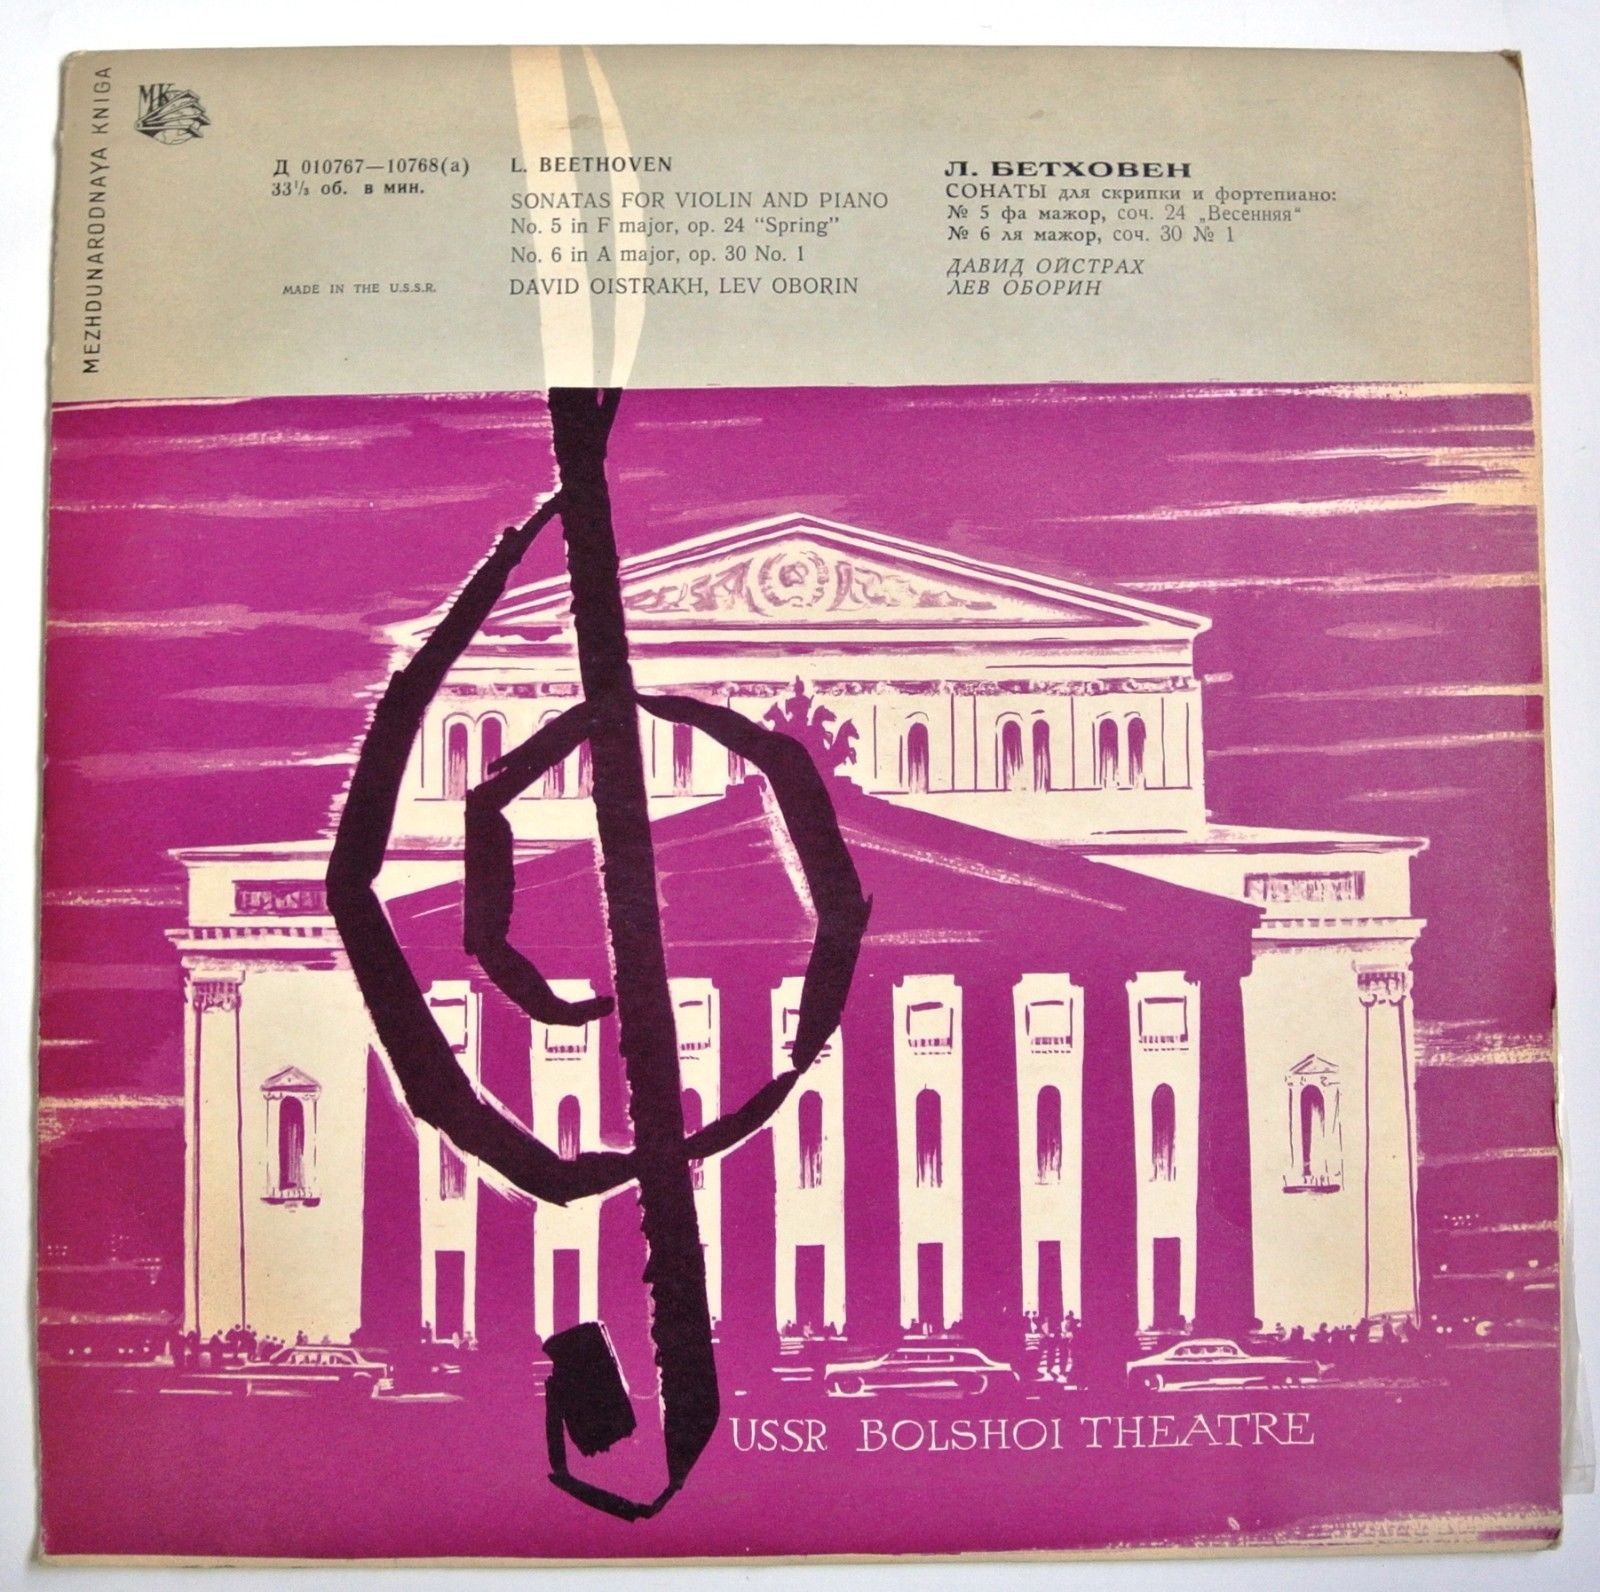 MEZHDUNARODNAYA KNIGA
МК
Д 010767—10768(а)
33⅓ об. в мин.
MADE IN THE U.S.S.R.
L. BEETHOVEN
SONATAS FOR VIOLIN AND PIANO
No. 5 in F major, op. 24 “Spring”
No. 6 in A major, op. 30 No. 1
DAVID OISTRAKH, LEV OBORIN
Л. БЕТХОВЕН
СОНАТЫ для скрипки и фортепиано:
№ 5 фа мажор, соч. 24 „Весенняя“
№ 6 ля мажор, соч. 30 № 1
ДАВИД ОЙСТРАХ
ЛЕВ ОБОРИН
USSR BOLSHOI THEATRE